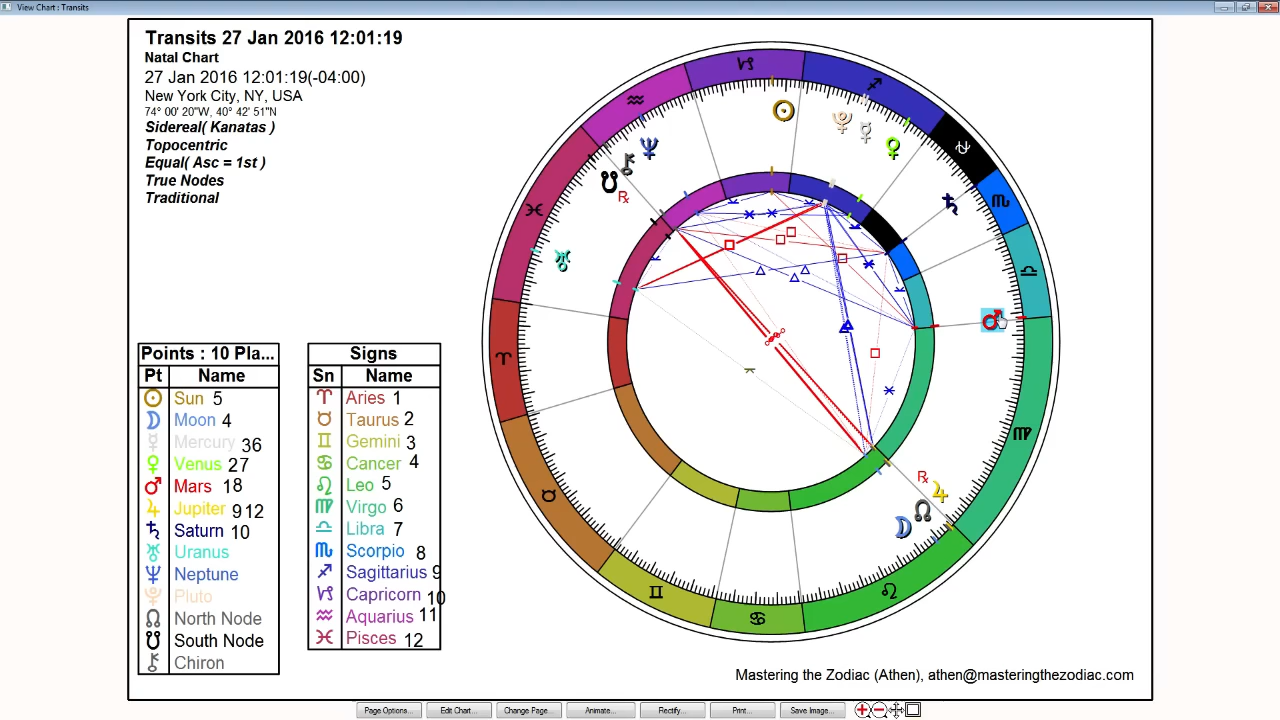 View Chart : Transits
Transits 27 Jan 2016 12:01:19
Natal Chart
27 Jan 2016 12:01:19(-04:00)
New York City, NY, USA
74° 00' 20"W, 40° 42' 51"N
Sidereal( Kanatas )
Topocentric
Equal( Asc = 1st )
True Nodes
Traditional
Points : 10 Pla...
Pt Name
☉ Sun 5
☽ Moon 4
☿ Mercury 36
♀ Venus 27
♂ Mars 18
♃ Jupiter 9 12
♄ Saturn 10
♅ Uranus
♆ Neptune
Pluto
☊ North Node
☋ South Node
⚷ Chiron
Signs
Sn Name
♈ Aries 1
♉ Taurus 2
♊ Gemini 3
♋ Cancer 4
♌ Leo 5
♍ Virgo 6
♎ Libra 7
♏ Scorpio 8
♐ Sagittarius 9
♑ Capricorn 10
♒ Aquarius 11
♓ Pisces 12
℞
℞
Mastering the Zodiac (Athen), athen@masteringthezodiac.com
Page Options... Edit Chart... Change Page... Animate... Rectify... Print... Save Image...